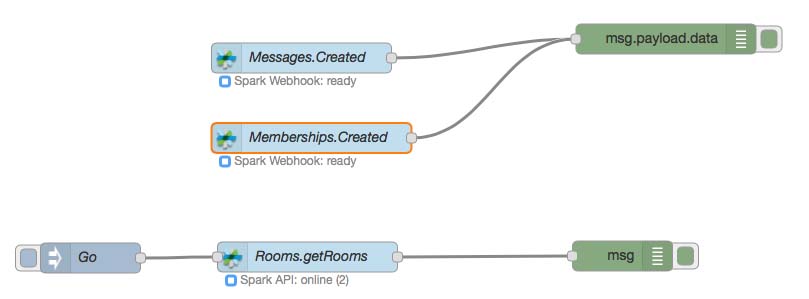 msg.payload.data
Messages.Created
Spark Webhook: ready
Memberships.Created
Spark Webhook: ready
Go
Rooms.getRooms
msg
Spark API: online (2)